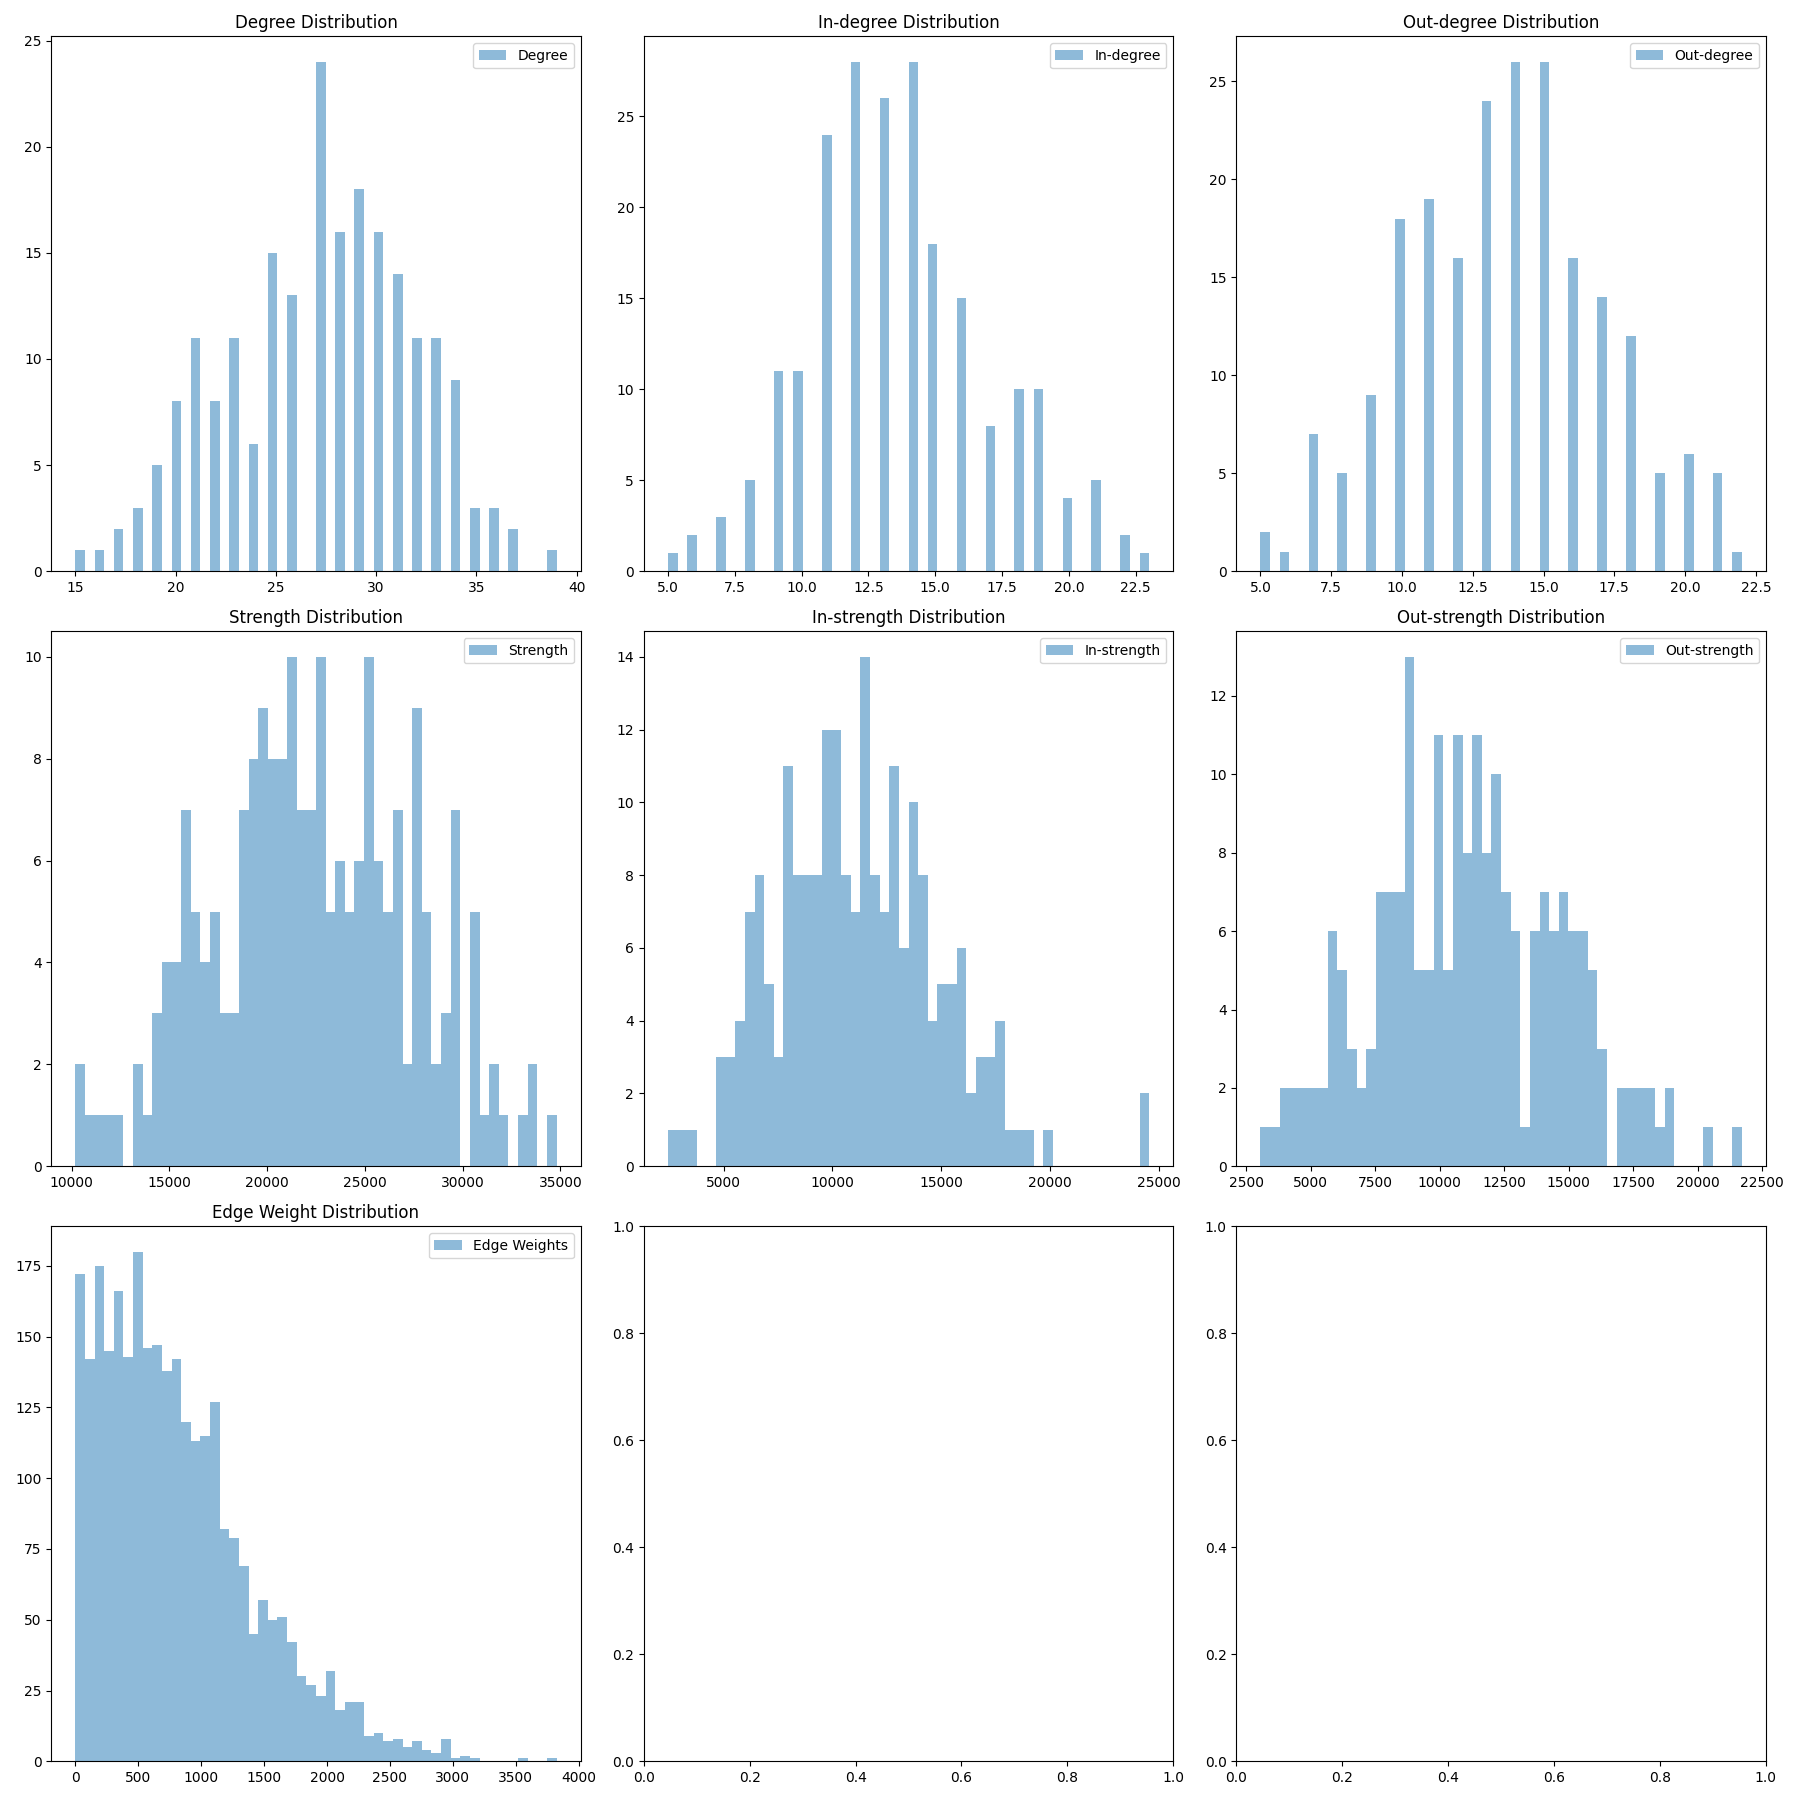 Degree Distribution
Degree
25
20
15
10
5
0
15 20 25 30 35 40
In-degree Distribution
In-degree
25
20
15
10
5
0
5.0 7.5 10.0 12.5 15.0 17.5 20.0 22.5
Out-degree Distribution
Out-degree
25
20
15
10
5
0
5.0 7.5 10.0 12.5 15.0 17.5 20.0 22.5
Strength Distribution
Strength
10
8
6
4
2
0
10000 15000 20000 25000 30000 35000
In-strength Distribution
In-strength
14
12
10
8
6
4
2
0
5000 10000 15000 20000 25000
Out-strength Distribution
Out-strength
12
10
8
6
4
2
0
2500 5000 7500 10000 12500 15000 17500 20000 22500
Edge Weight Distribution
Edge Weights
175
150
125
100
75
50
25
0
0 500 1000 1500 2000 2500 3000 3500 4000
1.0
0.8
0.6
0.4
0.2
0.0
0.0 0.2 0.4 0.6 0.8 1.0
1.0
0.8
0.6
0.4
0.2
0.0
0.0 0.2 0.4 0.6 0.8 1.0